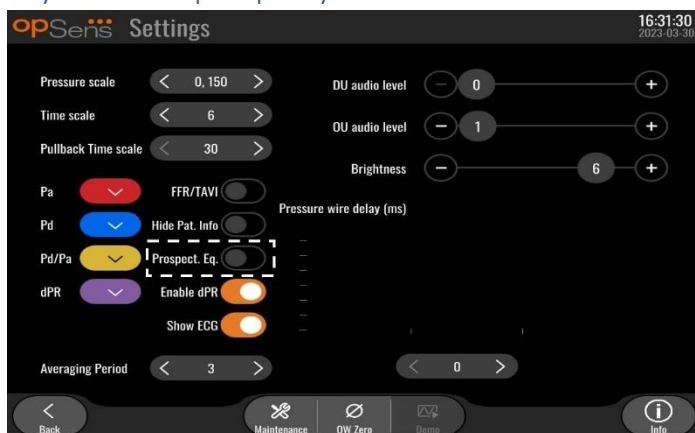 opSens Settings
16:31:30
2023-03-30
Pressure scale < 0, 150 >
Time scale < 6 >
Pullback Time scale < 30 >
DU audio level - 0 +
OU audio level - 1 +
Brightness - 6 +
Pa
Pd
Pd/Pa
dPR
FFR/TAVI
Hide Pat. Info
Prospect. Eq.
Enable dPR
Show ECG
Pressure wire delay (ms)
Averaging Period < 3 >
< 0 >
Back
Maintenance
OW Zero
Demo
Info